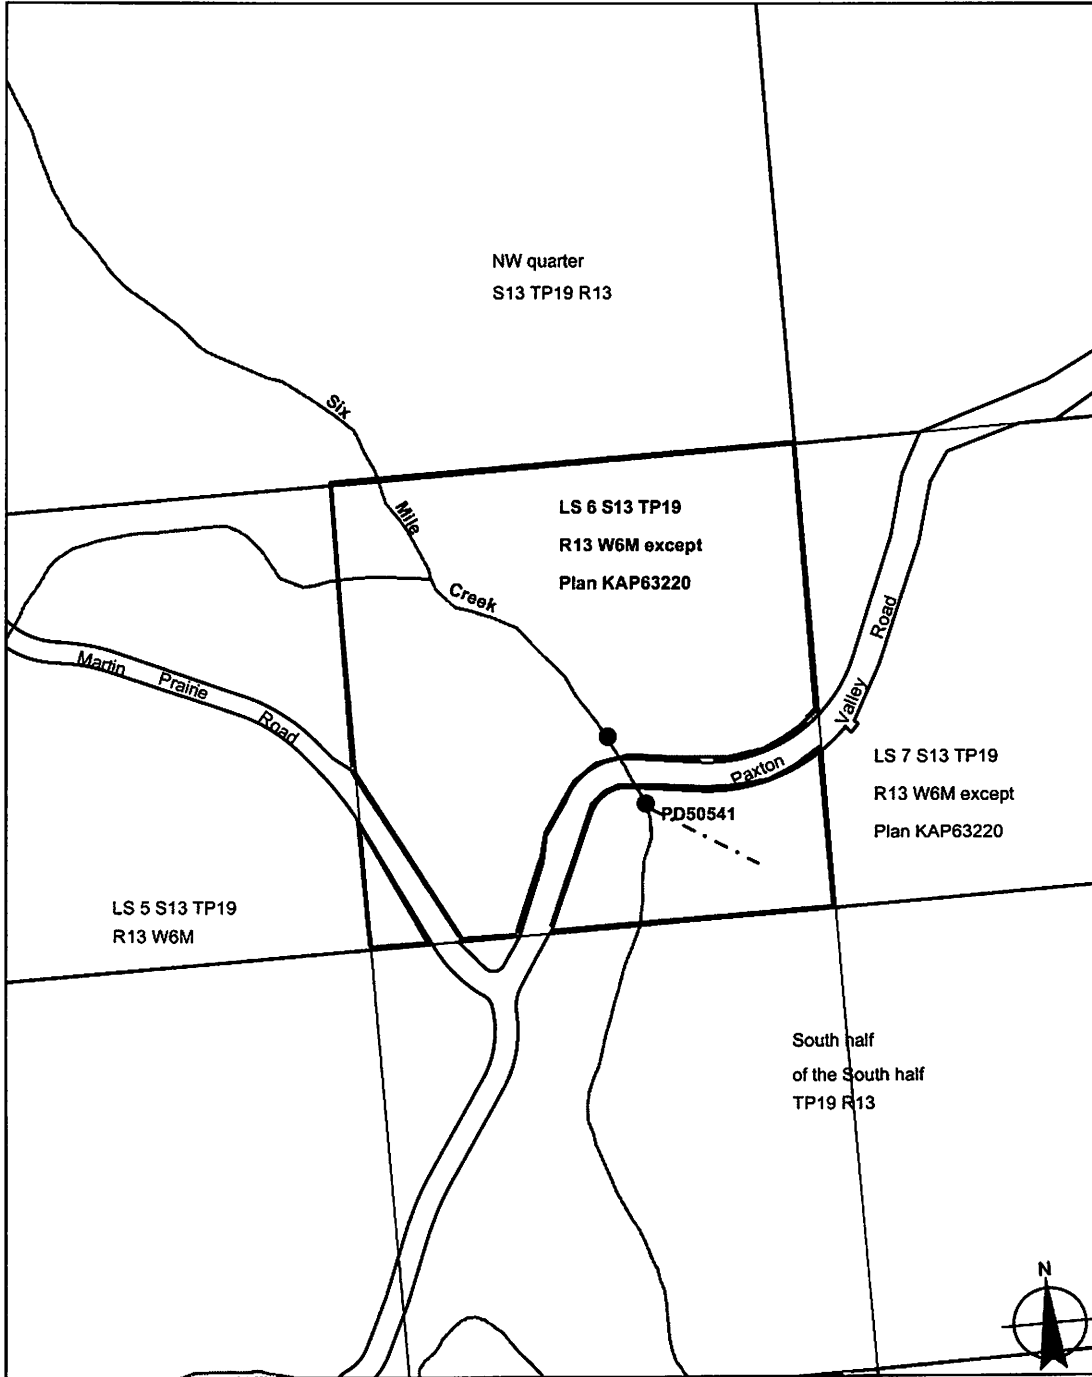 NW quarter
S13 TP19 R13
Six
Mile
Creek
LS 6 S13 TP19
R13 W6M except
Plan KAP63220
Martin Prairie Road
Paxton Valley Road
PD50541
LS 7 S13 TP19
R13 W6M except
Plan KAP63220
LS 5 S13 TP19
R13 W6M
South half
of the South half
TP19 R13
N